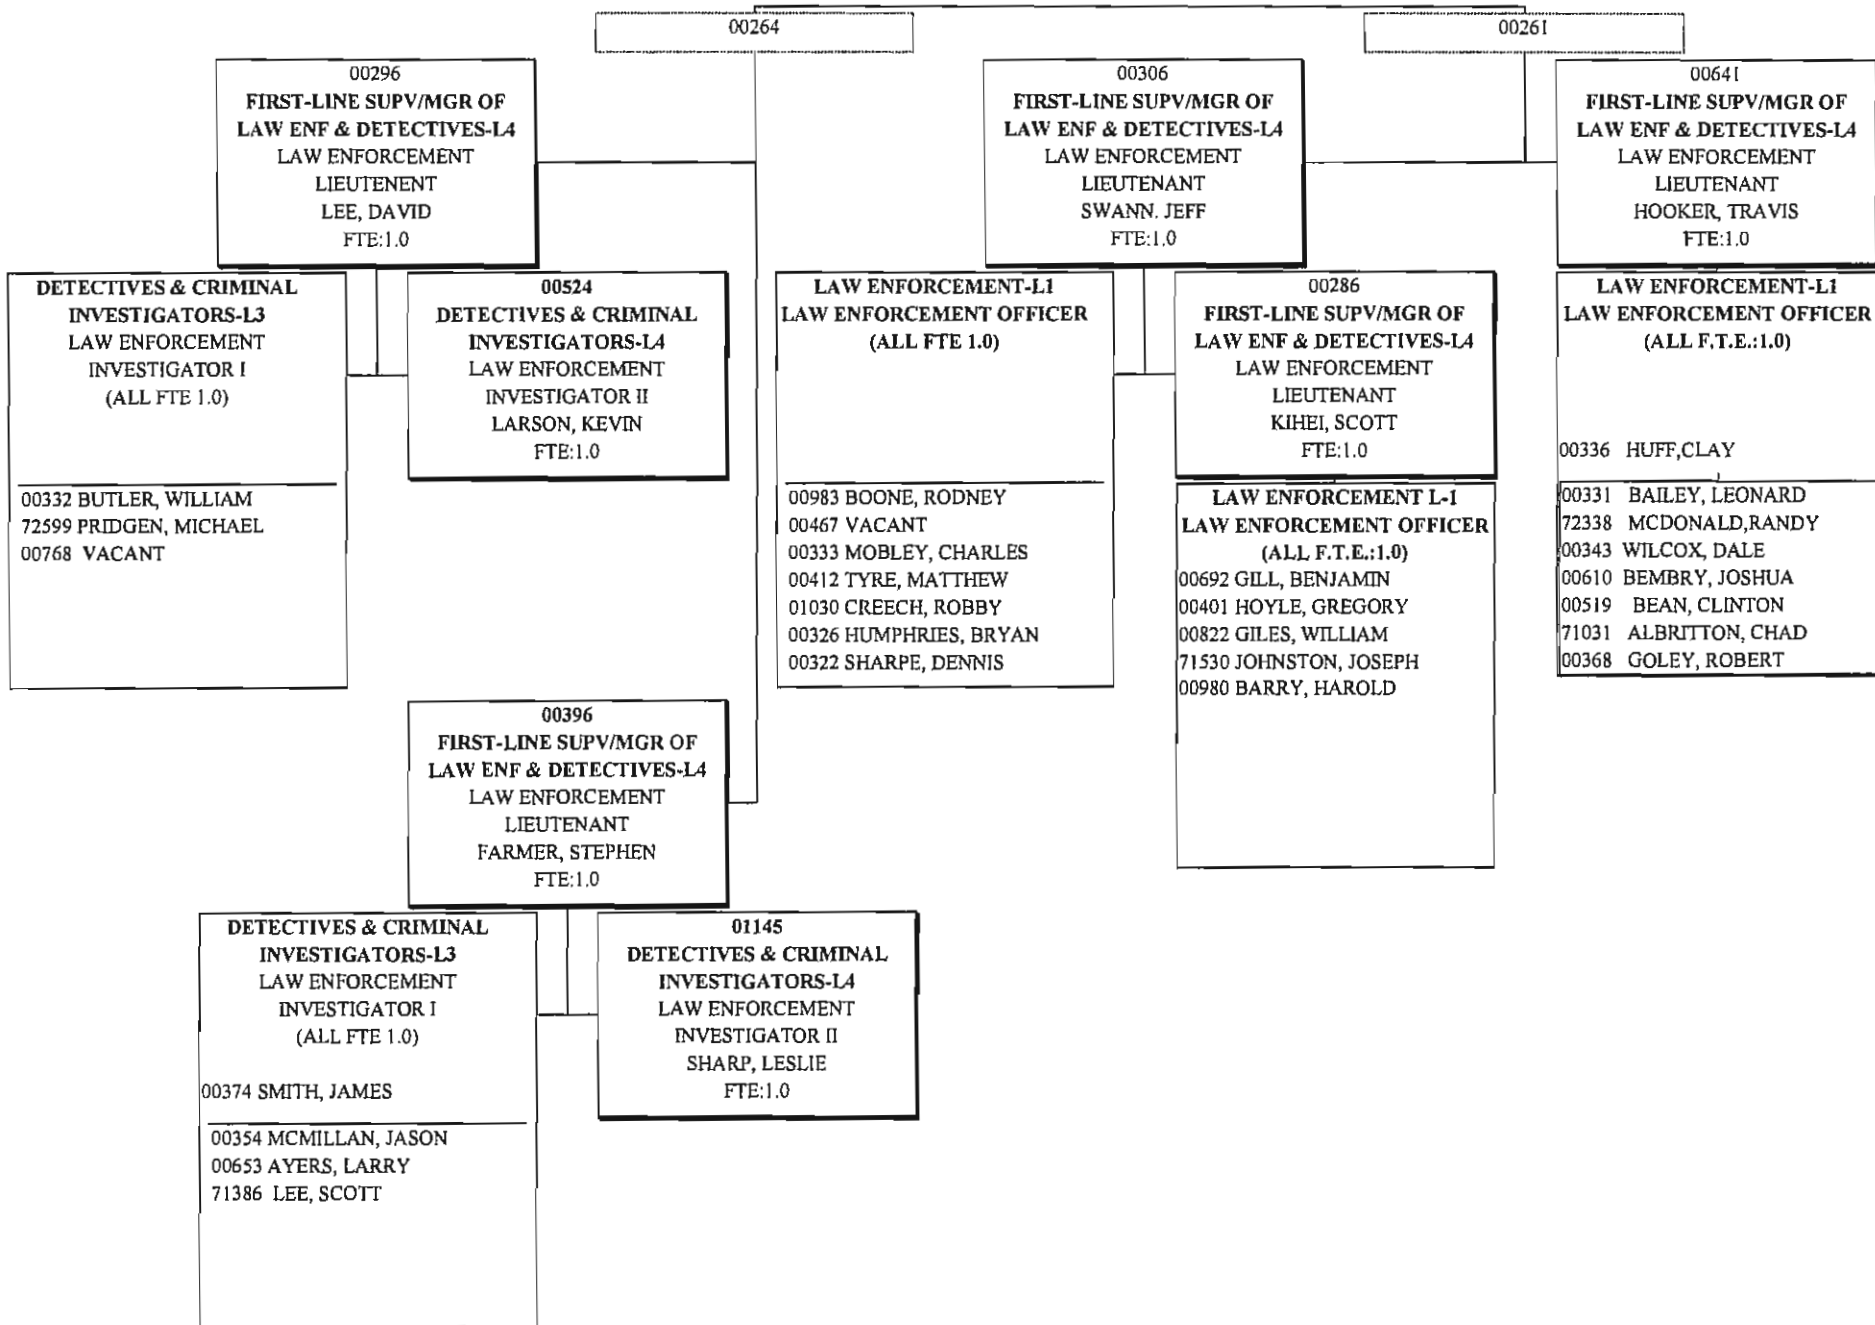 00264
00261
00296
FIRST-LINE SUPV/MGR OF
LAW ENF & DETECTIVES-L4
LAW ENFORCEMENT
LIEUTENENT
LEE, DAVID
FTE:1.0
00306
FIRST-LINE SUPV/MGR OF
LAW ENF & DETECTIVES-L4
LAW ENFORCEMENT
LIEUTENANT
SWANN. JEFF
FTE:1.0
00641
FIRST-LINE SUPV/MGR OF
LAW ENF & DETECTIVES-L4
LAW ENFORCEMENT
LIEUTENANT
HOOKER, TRAVIS
FTE:1.0
DETECTIVES & CRIMINAL
INVESTIGATORS-L3
LAW ENFORCEMENT
INVESTIGATOR I
(ALL FTE 1.0)
00332 BUTLER, WILLIAM
72599 PRIDGEN, MICHAEL
00768 VACANT
00524
DETECTIVES & CRIMINAL
INVESTIGATORS-L4
LAW ENFORCEMENT
INVESTIGATOR II
LARSON, KEVIN
FTE:1.0
LAW ENFORCEMENT-L1
LAW ENFORCEMENT OFFICER
(ALL FTE 1.0)
00983 BOONE, RODNEY
00467 VACANT
00333 MOBLEY, CHARLES
00412 TYRE, MATTHEW
01030 CREECH, ROBBY
00326 HUMPHRIES, BRYAN
00322 SHARPE, DENNIS
00286
FIRST-LINE SUPV/MGR OF
LAW ENF & DETECTIVES-L4
LAW ENFORCEMENT
LIEUTENANT
KIHEI, SCOTT
FTE:1.0
LAW ENFORCEMENT L-1
LAW ENFORCEMENT OFFICER
(ALL F.T.E.:1.0)
00692 GILL, BENJAMIN
00401 HOYLE, GREGORY
00822 GILES, WILLIAM
71530 JOHNSTON, JOSEPH
00980 BARRY, HAROLD
LAW ENFORCEMENT-L1
LAW ENFORCEMENT OFFICER
(ALL F.T.E.:1.0)
00336 HUFF,CLAY
00331 BAILEY, LEONARD
72338 MCDONALD,RANDY
00343 WILCOX, DALE
00610 BEMBRY, JOSHUA
00519 BEAN, CLINTON
71031 ALBRITTON, CHAD
00368 GOLEY, ROBERT
00396
FIRST-LINE SUPV/MGR OF
LAW ENF & DETECTIVES-L4
LAW ENFORCEMENT
LIEUTENANT
FARMER, STEPHEN
FTE:1.0
DETECTIVES & CRIMINAL
INVESTIGATORS-L3
LAW ENFORCEMENT
INVESTIGATOR I
(ALL FTE 1.0)
00374 SMITH, JAMES
00354 MCMILLAN, JASON
00653 AYERS, LARRY
71386 LEE, SCOTT
01145
DETECTIVES & CRIMINAL
INVESTIGATORS-L4
LAW ENFORCEMENT
INVESTIGATOR II
SHARP, LESLIE
FTE:1.0